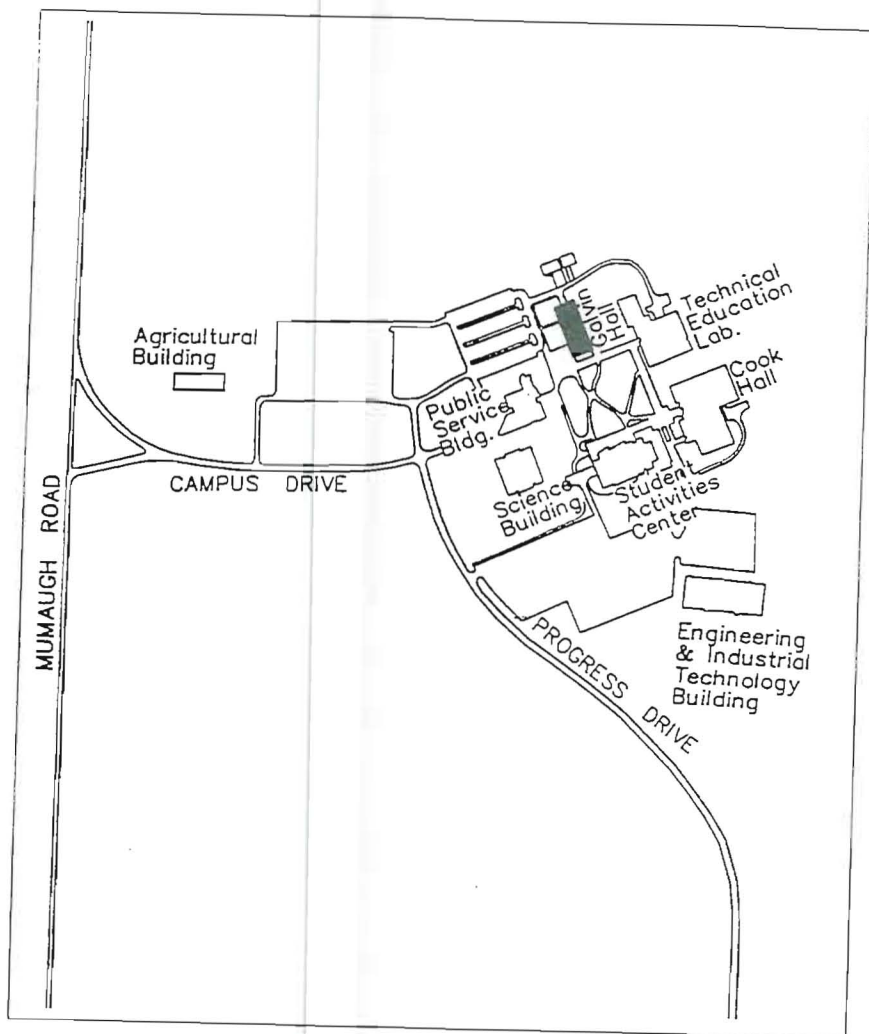 Agricultural
Building
Galvin
Hall
Technical
Education
Lab.
Cook
Hall
Public
Service
Bldg.
Science
Building
Student
Activities
Center
CAMPUS DRIVE
MUMAUGH ROAD
PROGRESS DRIVE
Engineering
& Industrial
Technology
Building